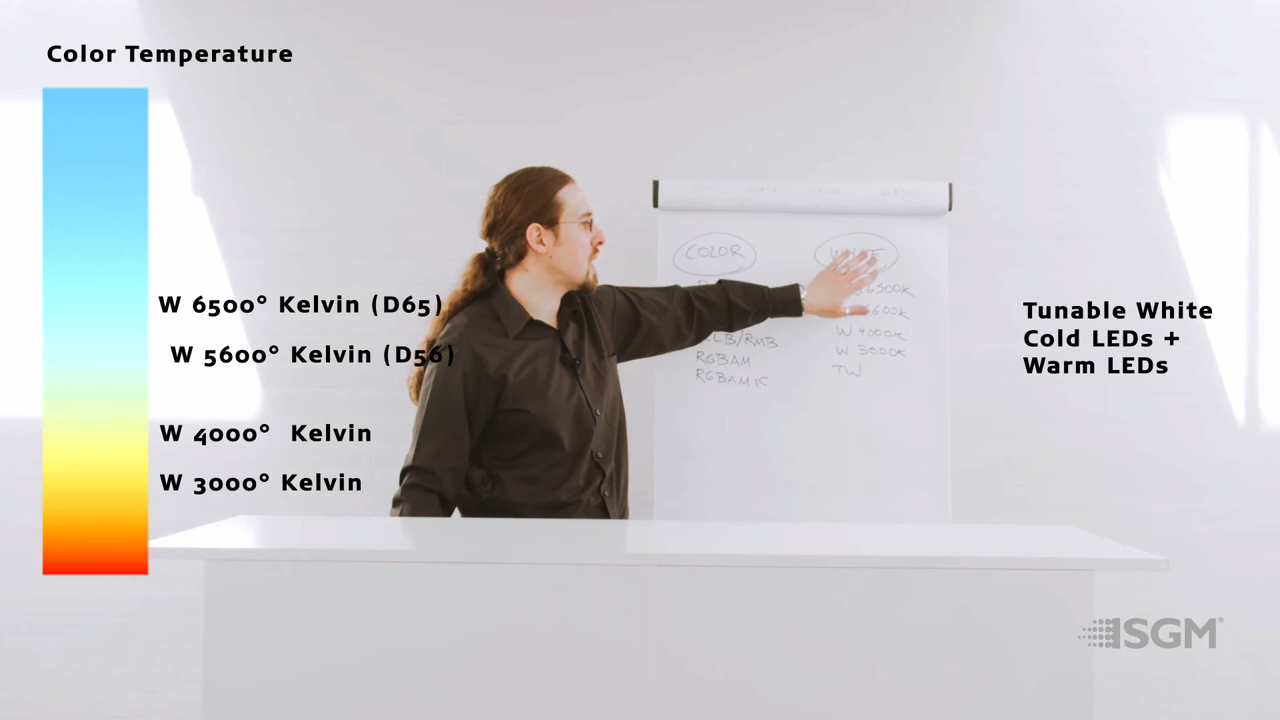 Color Temperature
W 6500° Kelvin (D65)
W 5600° Kelvin (D56)
W 4000° Kelvin
W 3000° Kelvin
COLOR
RGBAM
W 4000K
W 3000K
TW
Tunable White
Cold LEDs +
Warm LEDs
SGM